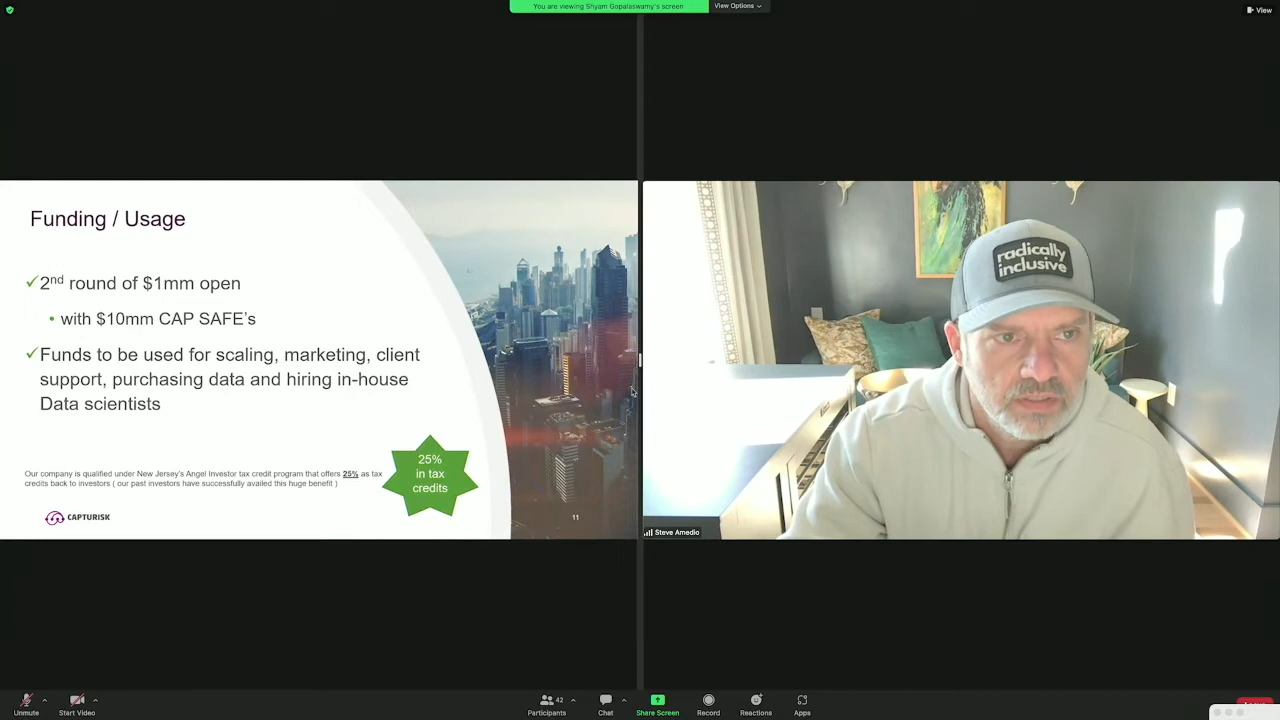 You are viewing Shyam Gopalaswamy's screen
View Options
View
Funding / Usage
2nd round of $1mm open
with $10mm CAP SAFE's
Funds to be used for scaling, marketing, client
support, purchasing data and hiring in-house
Data scientists
25%
in tax
credits
Our company is qualified under New Jersey's Angel Investor tax credit program that offers 25% as tax
credits back to investors ( our past investors have successfully availed this huge benefit )
CAPTURISK
11
radically
inclusive
Steve Amedio
Unmute
Start Video
42
Participants
Chat
Share Screen
Record
Reactions
Apps